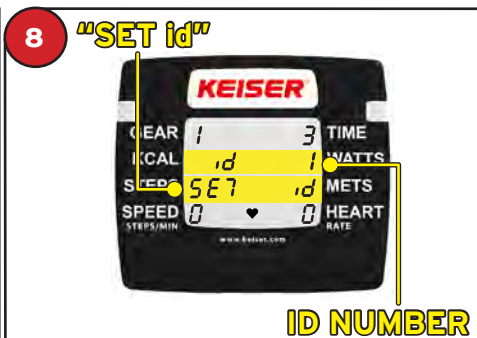 8 "SET id"
KEISER
GEAR 1 3 TIME
KCAL id 1 WATTS
STEPS SET id METS
SPEED 0 ♥ 0 HEART
STEPS/MIN RATE
www.keiser.com
ID NUMBER